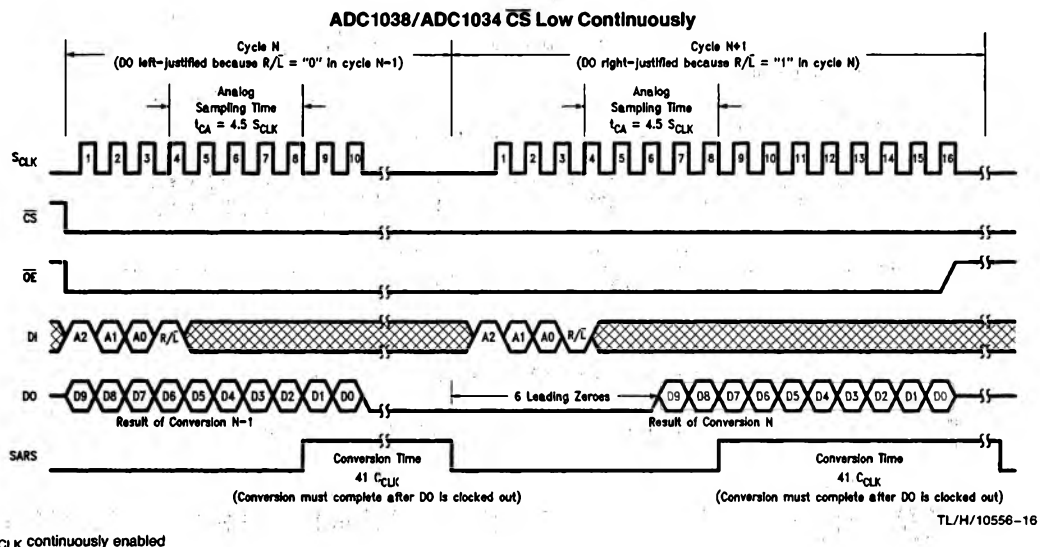 ADC1038/ADC1034 C̅S̅ Low Continuously
Cycle N
(DO left-justified because R/L̅ = "0" in cycle N-1)
Cycle N+1
(DO right-justified because R/L̅ = "1" in cycle N)
Analog
Sampling Time
tCA = 4.5 SCLK
Analog
Sampling Time
tCA = 4.5 SCLK
SCLK 1 2 3 4 5 6 7 8 9 10 1 2 3 4 5 6 7 8 9 10 11 12 13 14 15 16
C̅S̅
O̅E̅
DI A2 A1 A0 R/L̅ A2 A1 A0 R/L̅
DO D9 D8 D7 D6 D5 D4 D3 D2 D1 D0 6 Leading Zeroes D9 D8 D7 D6 D5 D4 D3 D2 D1 D0
Result of Conversion N-1
Result of Conversion N
SARS
Conversion Time
41 CCLK
(Conversion must complete after DO is clocked out)
Conversion Time
41 CCLK
(Conversion must complete after DO is clocked out)
TL/H/10556-16
CLK continuously enabled